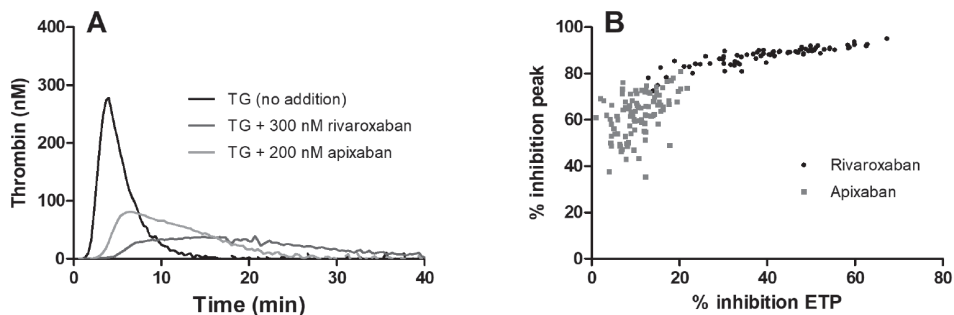 A
400
300
200
100
0
Thrombin (nM)
TG (no addition)
TG + 300 nM rivaroxaban
TG + 200 nM apixaban
0 10 20 30 40
Time (min)
B
100
80
60
40
20
0
% inhibition peak
Rivaroxaban
Apixaban
0 20 40 60 80
% inhibition ETP